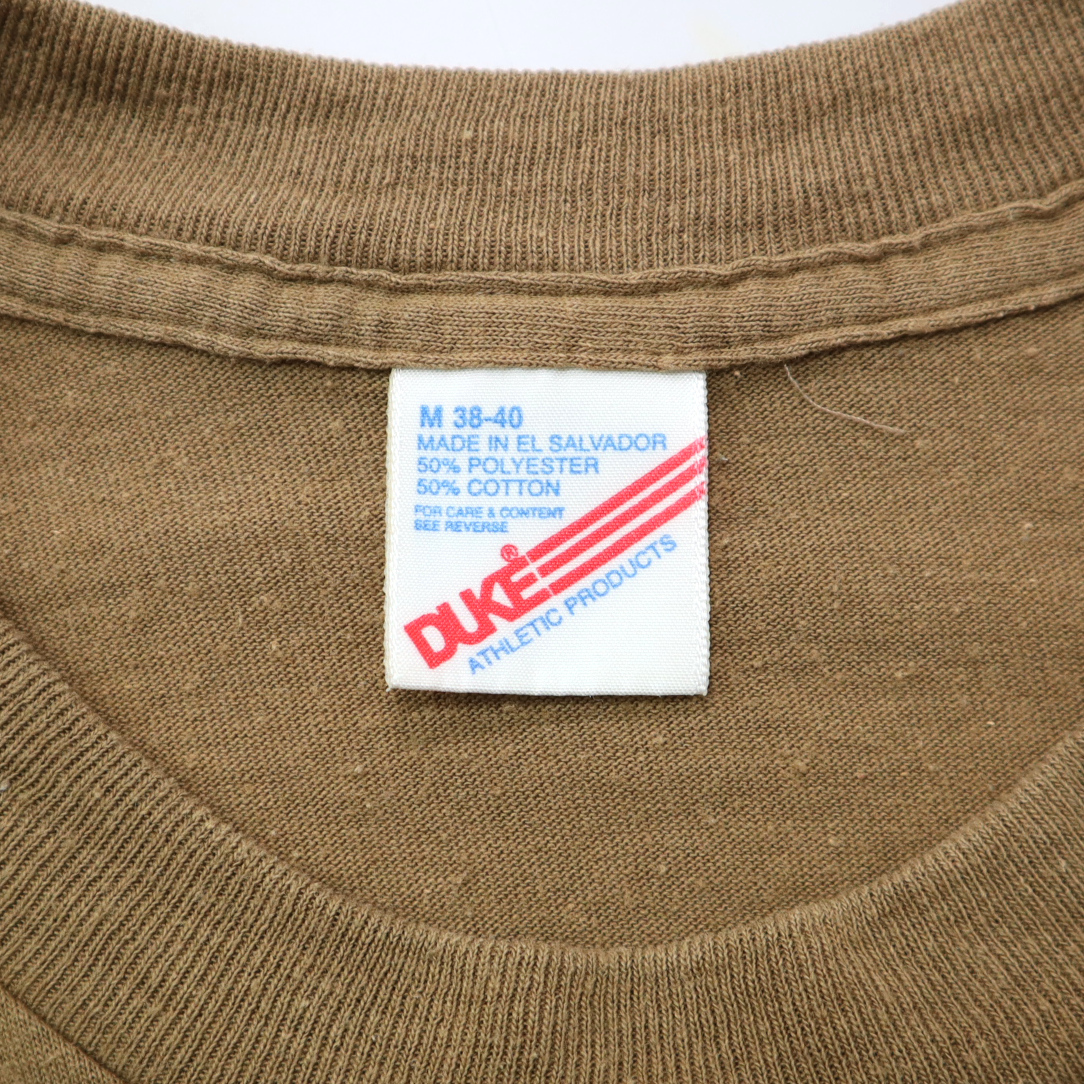 M 38-40
MADE IN EL SALVADOR
50% POLYESTER
50% COTTON
FOR CARE & CONTENT
SEE REVERSE
DUKE®
ATHLETIC PRODUCTS